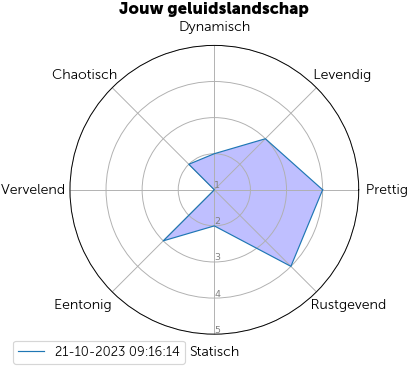 Jouw geluidslandschap
Dynamisch
Chaotisch
Levendig
Vervelend
1
Prettig
2
3
Eentonig
4
Rustgevend
5
21-10-2023 09:16:14
Statisch